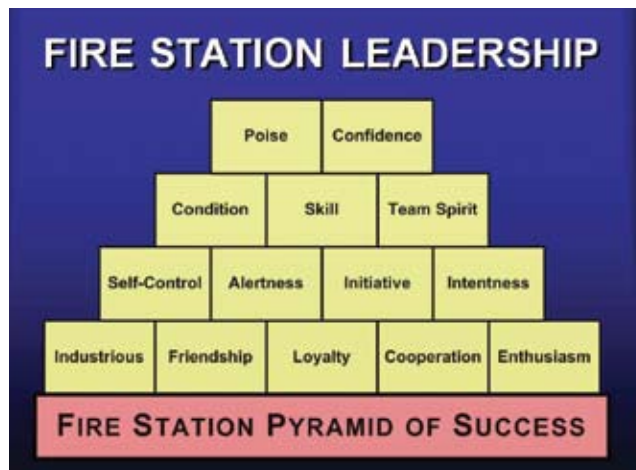 FIRE STATION LEADERSHIP
Poise Confidence
Condition Skill Team Spirit
Self-Control Alertness Initiative Intentness
Industrious Friendship Loyalty Cooperation Enthusiasm
FIRE STATION PYRAMID OF SUCCESS